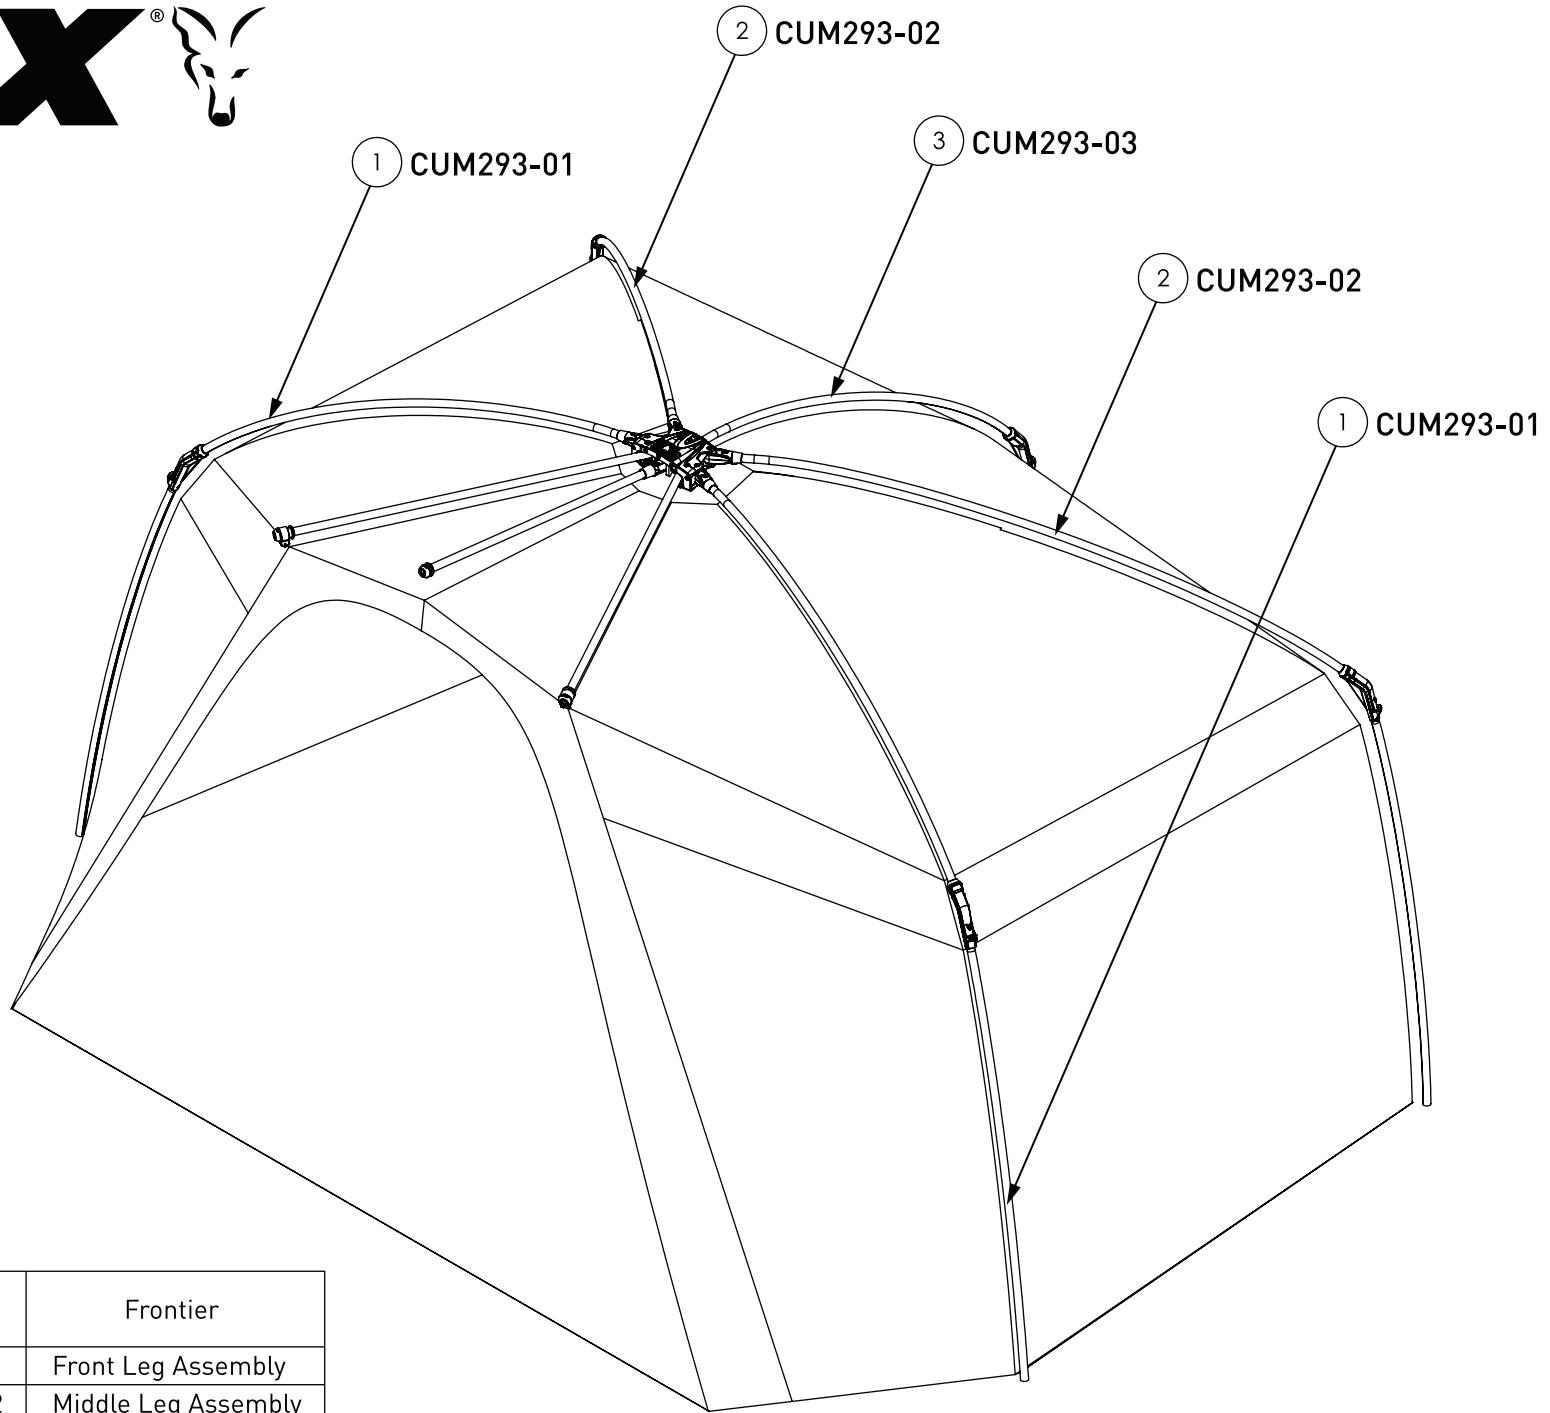 X®
2 CUM293-02
3 CUM293-03
1 CUM293-01
2 CUM293-02
1 CUM293-01
Frontier
Front Leg Assembly
2 Middle Leg Assembly